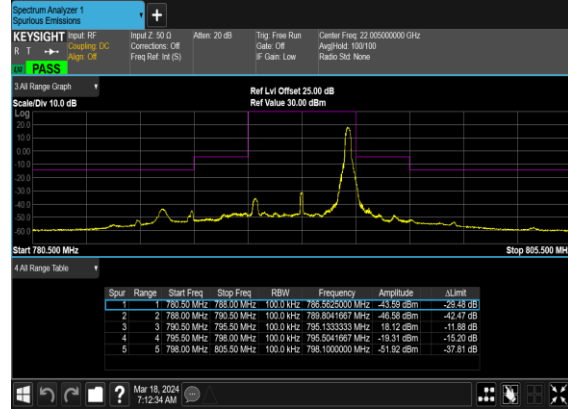 Spectrum Analyzer 1
Spurious Emissions
+
KEYSIGHT Input: RF Input Z: 50 Ω Atten: 20 dB Trig: Free Run Center Freq: 22.005000000 GHz
R T Coupling: DC Corrections: Off Gate: Off Avg|Hold: 100/100
Align: Off Freq Ref: Int (S) IF Gain: Low Radio Std: None
PASS
3 All Range Graph Ref Lvl Offset 25.00 dB
Scale/Div 10.0 dB Ref Value 30.00 dBm
Log
20.0
10.0
0.00
-10.0
-20.0
-30.0
-40.0
-50.0
-60.0
Start 780.500 MHz Stop 805.500 MHz
4 All Range Table
Spur Range Start Freq Stop Freq RBW Frequency Amplitude ΔLimit
1 1 780.50 MHz 788.00 MHz 100.0 kHz 786.5625000 MHz -43.59 dBm -29.48 dB
2 2 788.00 MHz 790.50 MHz 100.0 kHz 789.8041667 MHz -46.58 dBm -42.47 dB
3 3 790.50 MHz 795.50 MHz 100.0 kHz 795.1333333 MHz 18.12 dBm -11.88 dB
4 4 795.50 MHz 798.00 MHz 100.0 kHz 795.5041667 MHz -19.31 dBm -15.20 dB
5 5 798.00 MHz 805.50 MHz 100.0 kHz 798.1000000 MHz -51.92 dBm -37.81 dB
? Mar 18, 2024
7:12:34 AM